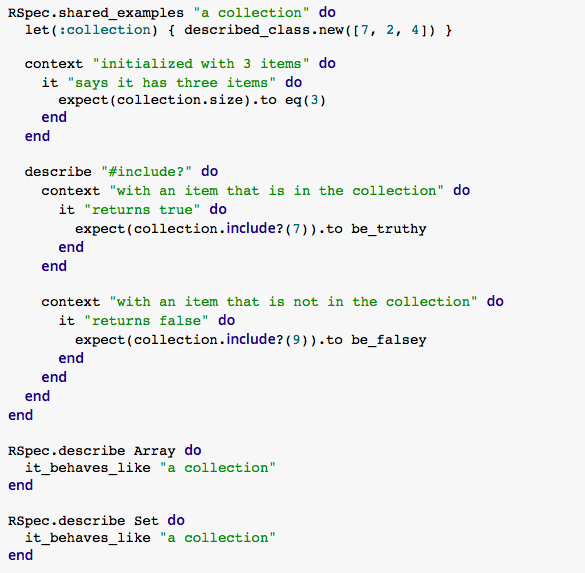 RSpec.shared_examples "a collection" do
  let(:collection) { described_class.new([7, 2, 4]) }

  context "initialized with 3 items" do
    it "says it has three items" do
      expect(collection.size).to eq(3)
    end
  end

  describe "#include?" do
    context "with an item that is in the collection" do
      it "returns true" do
        expect(collection.include?(7)).to be_truthy
      end
    end

    context "with an item that is not in the collection" do
      it "returns false" do
        expect(collection.include?(9)).to be_falsey
      end
    end
  end
end

RSpec.describe Array do
  it_behaves_like "a collection"
end

RSpec.describe Set do
  it_behaves_like "a collection"
end